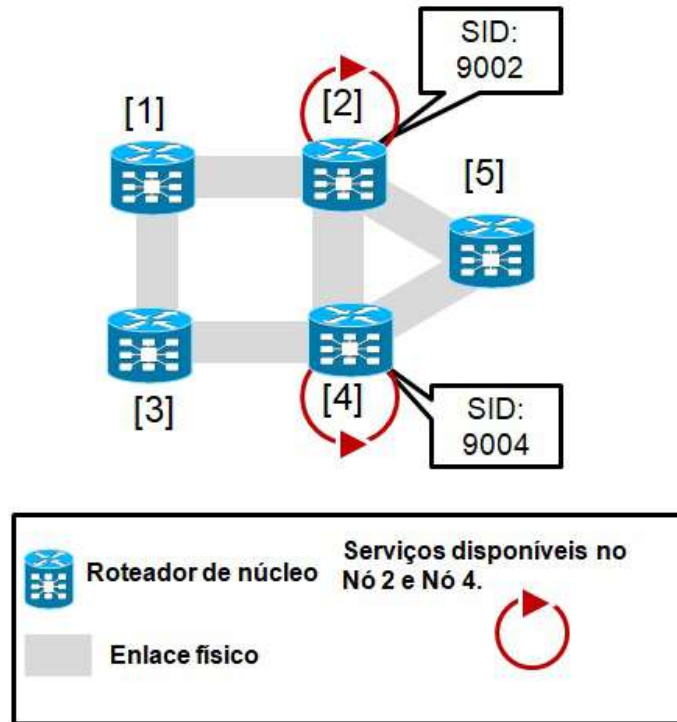 SID:
9002
[1]
[2]
[5]
[3]
[4]
SID:
9004
Roteador de núcleo
Serviços disponíveis no
Nó 2 e Nó 4.
Enlace físico